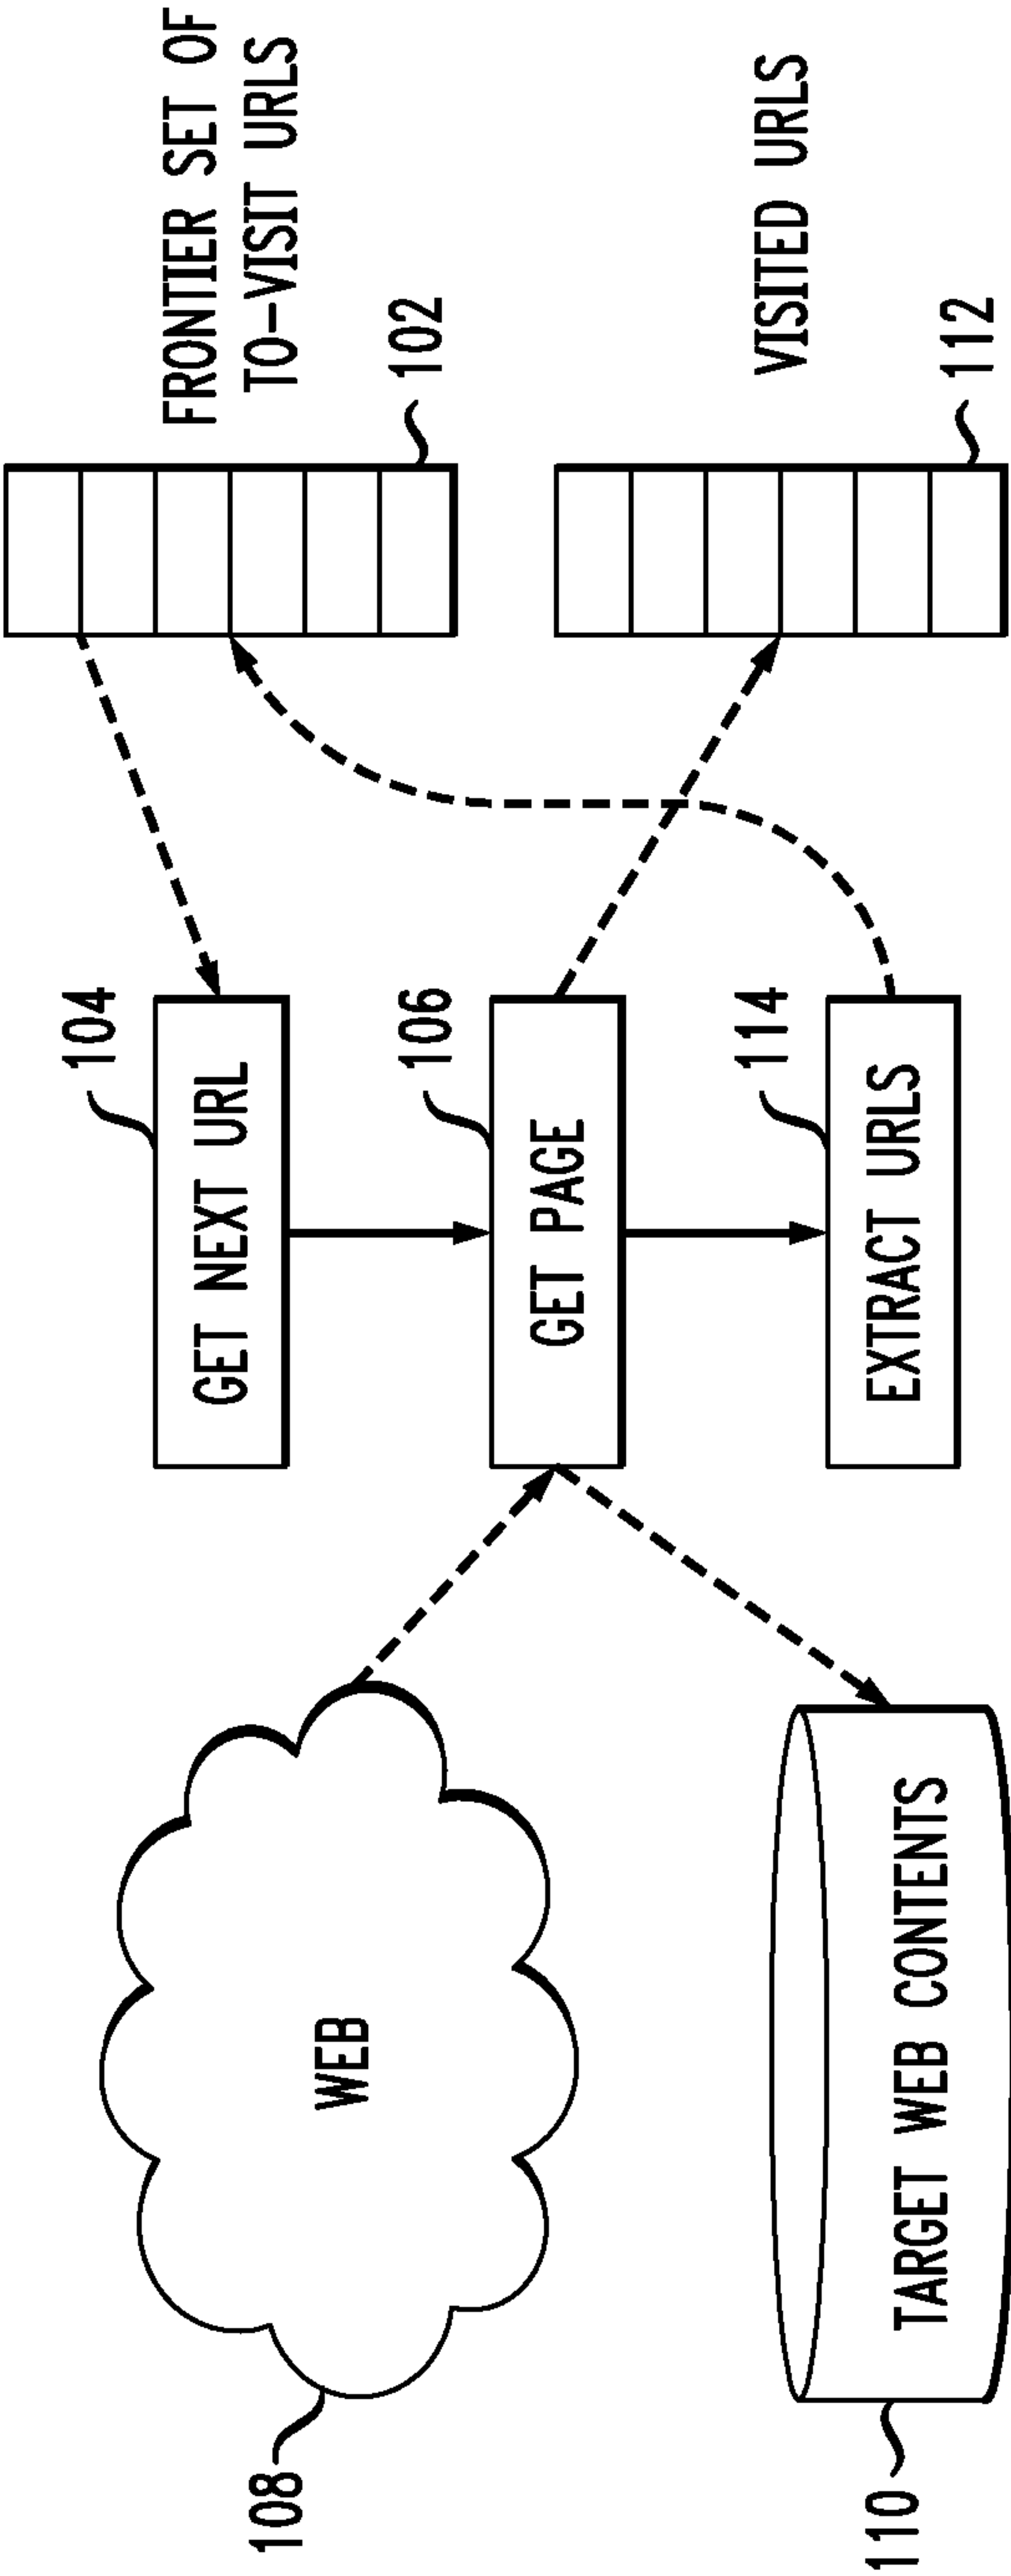 108
WEB
110
TARGET WEB CONTENTS
104
GET NEXT URL
106
GET PAGE
114
EXTRACT URLS
FRONTIER SET OF
TO-VISIT URLS
102
VISITED URLS
112